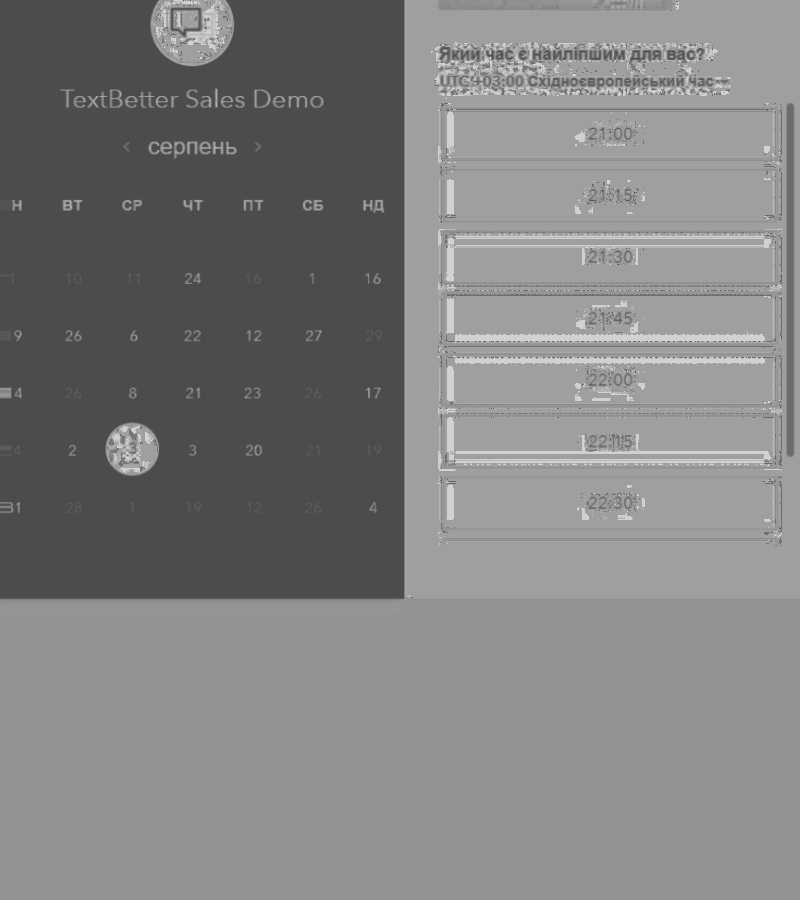 TextBetter Sales Demo
серпень
Н ВТ СР ЧТ ПТ СБ НД
10 11 24 16 1 16
9 26 6 22 12 27 29
4 26 8 21 23 26 17
4 2 3 20 21 19
31 28 1 19 12 26 4
Який час є найліпшим для вас?
UTC +03:00 Східноєвропейський час
21:00
21:15
21:30
21:45
22:00
22:15
22:30